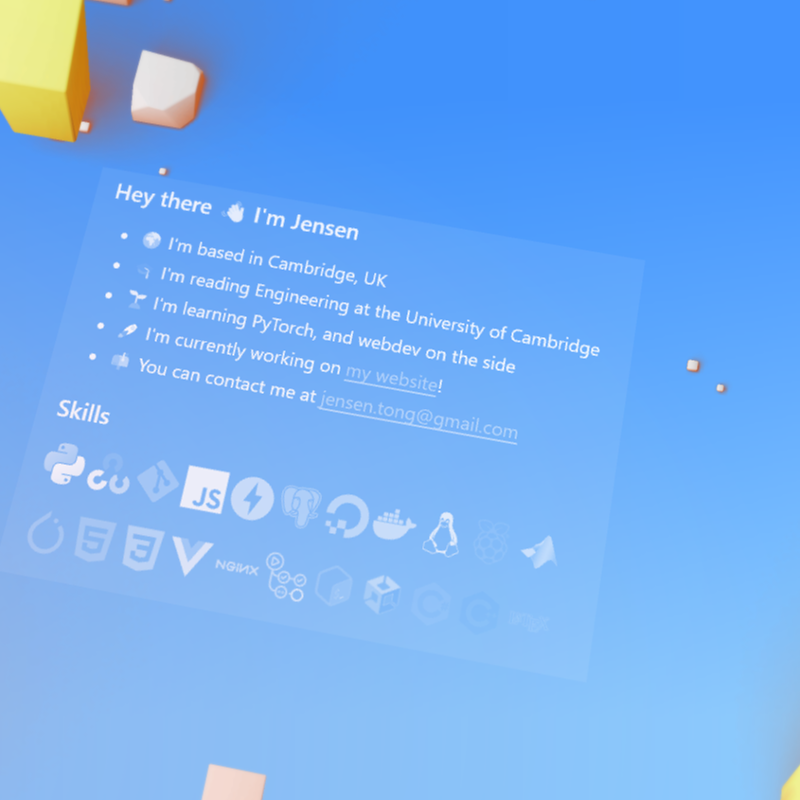 Hey there 👋 I'm Jensen
I'm based in Cambridge, UK
I'm reading Engineering at the University of Cambridge
I'm learning PyTorch, and webdev on the side
I'm currently working on my website!
You can contact me at jensen.tong@gmail.com
Skills
JS
5 3 NGINX